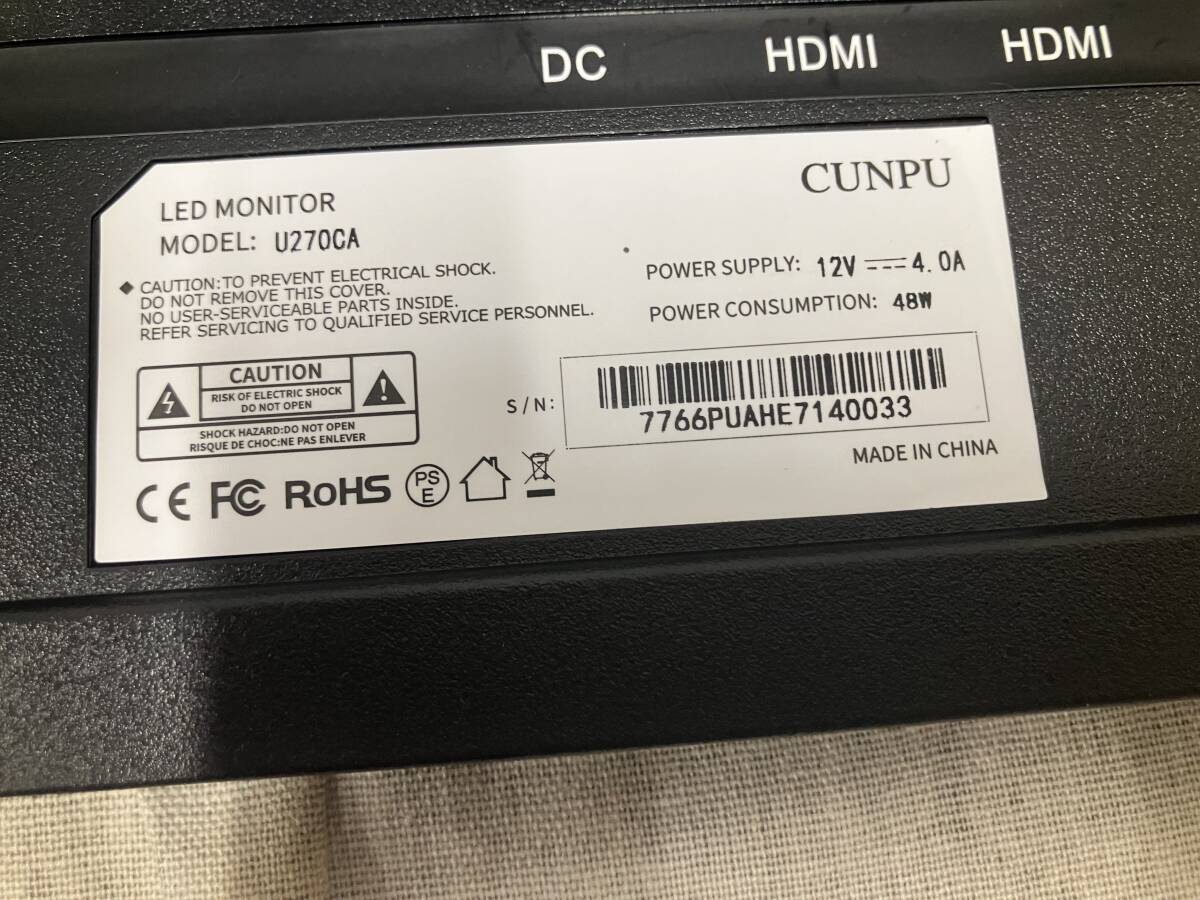 DC HDMI HDMI
CUNPU
LED MONITOR
MODEL: U270CA
◆ CAUTION:TO PREVENT ELECTRICAL SHOCK.
DO NOT REMOVE THIS COVER.
NO USER-SERVICEABLE PARTS INSIDE.
REFER SERVICING TO QUALIFIED SERVICE PERSONNEL.
POWER SUPPLY: 12V ⎓ 4.0A
POWER CONSUMPTION: 48W
CAUTION
RISK OF ELECTRIC SHOCK
DO NOT OPEN
SHOCK HAZARD:DO NOT OPEN
RISQUE DE CHOC:NE PAS ENLEVER
S/N:
7766PUAHE7140033
MADE IN CHINA
CE FC RoHS PS E